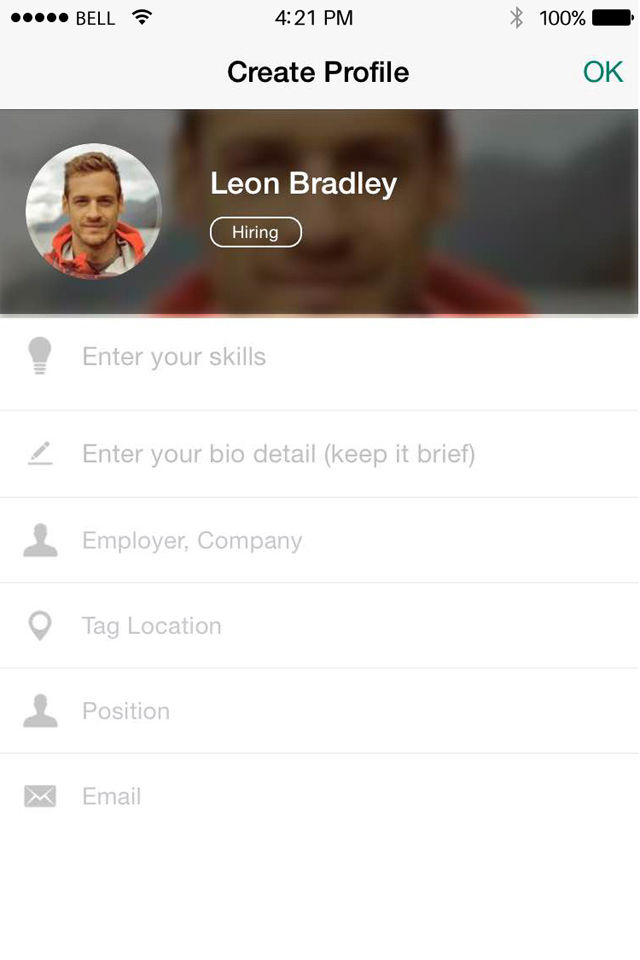 BELL 4:21 PM 100%
Create Profile OK
Leon Bradley
Hiring
Enter your skills
Enter your bio detail (keep it brief)
Employer, Company
Tag Location
Position
Email